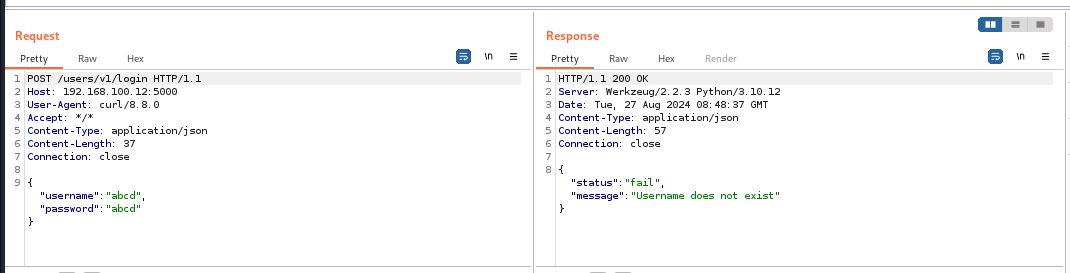 Request
Pretty Raw Hex \n
1 POST /users/v1/login HTTP/1.1
2 Host: 192.168.100.12:5000
3 User-Agent: curl/8.8.0
4 Accept: */*
5 Content-Type: application/json
6 Content-Length: 37
7 Connection: close
8
9 {
"username":"abcd",
"password":"abcd"
}
Response
Pretty Raw Hex Render \n
1 HTTP/1.1 200 OK
2 Server: Werkzeug/2.2.3 Python/3.10.12
3 Date: Tue, 27 Aug 2024 08:48:37 GMT
4 Content-Type: application/json
5 Content-Length: 57
6 Connection: close
7
8 {
"status":"fail",
"message":"Username does not exist"
}